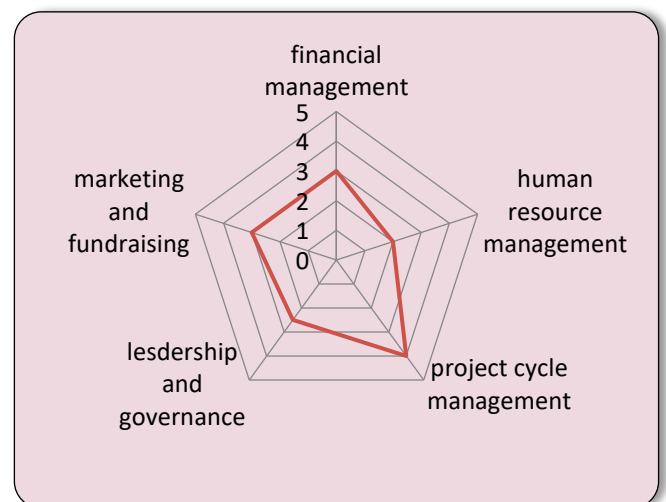 financial
management
5
4
3
2
1
0
marketing
and
fundraising
human
resource
management
lesdership
and
governance
project cycle
management